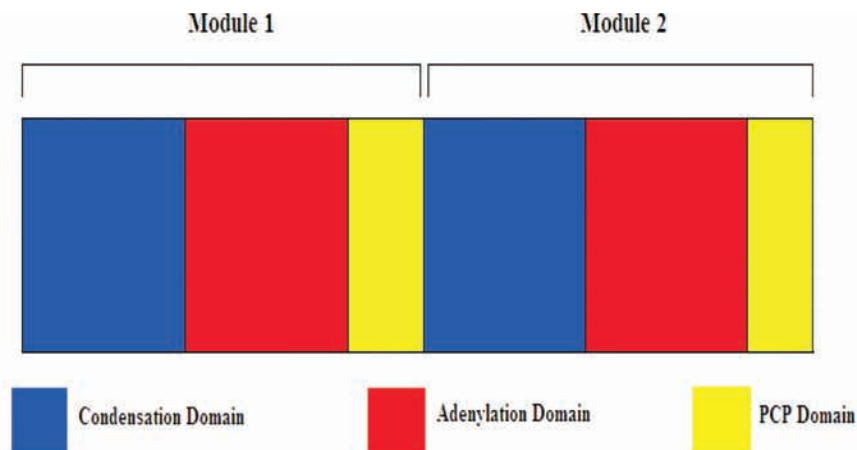 Module 1
Module 2
Condensation Domain
Adenylation Domain
PCP Domain